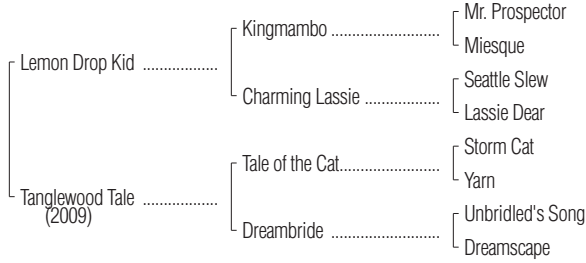 Mr. Prospector
Kingmambo ....................
Miesque
Lemon Drop Kid ..................
Seattle Slew
Charming Lassie ..................
Lassie Dear
Storm Cat
Tale of the Cat....................
Yarn
Tanglewood Tale ..................
(2009)
Unbridled's Song
Dreambride ....................
Dreamscape